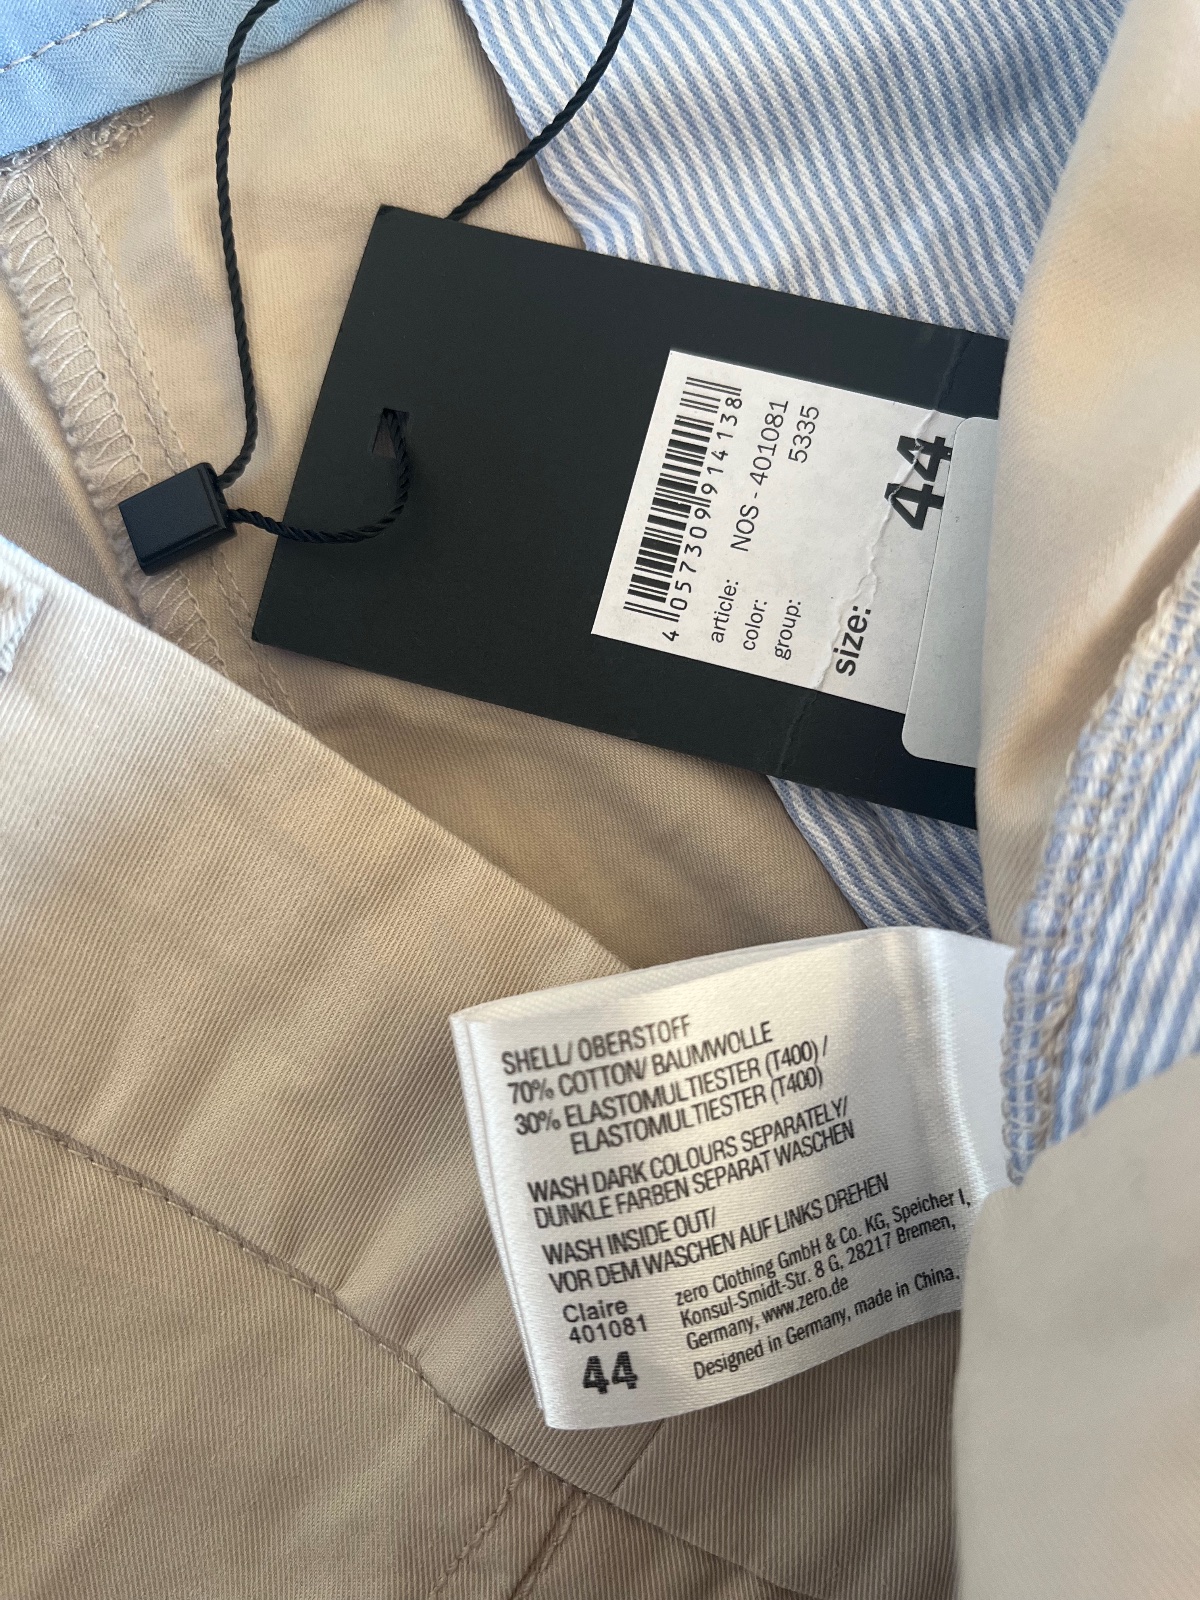 4 057309 914138
article: NOS - 401081
color: 5335
group:
size: 44
SHELL/ OBERSTOFF
70% COTTON/ BAUMWOLLE
30% ELASTOMULTIESTER (T400) /
ELASTOMULTIESTER (T400)
WASH DARK COLOURS SEPARATELY/
DUNKLE FARBEN SEPARAT WASCHEN
WASH INSIDE OUT/
VOR DEM WASCHEN AUF LINKS DREHEN
Claire
401081
44
zero Clothing GmbH & Co. KG, Speicher I,
Konsul-Smidt-Str. 8 G, 28217 Bremen,
Germany, www.zero.de
Designed in Germany, made in China.